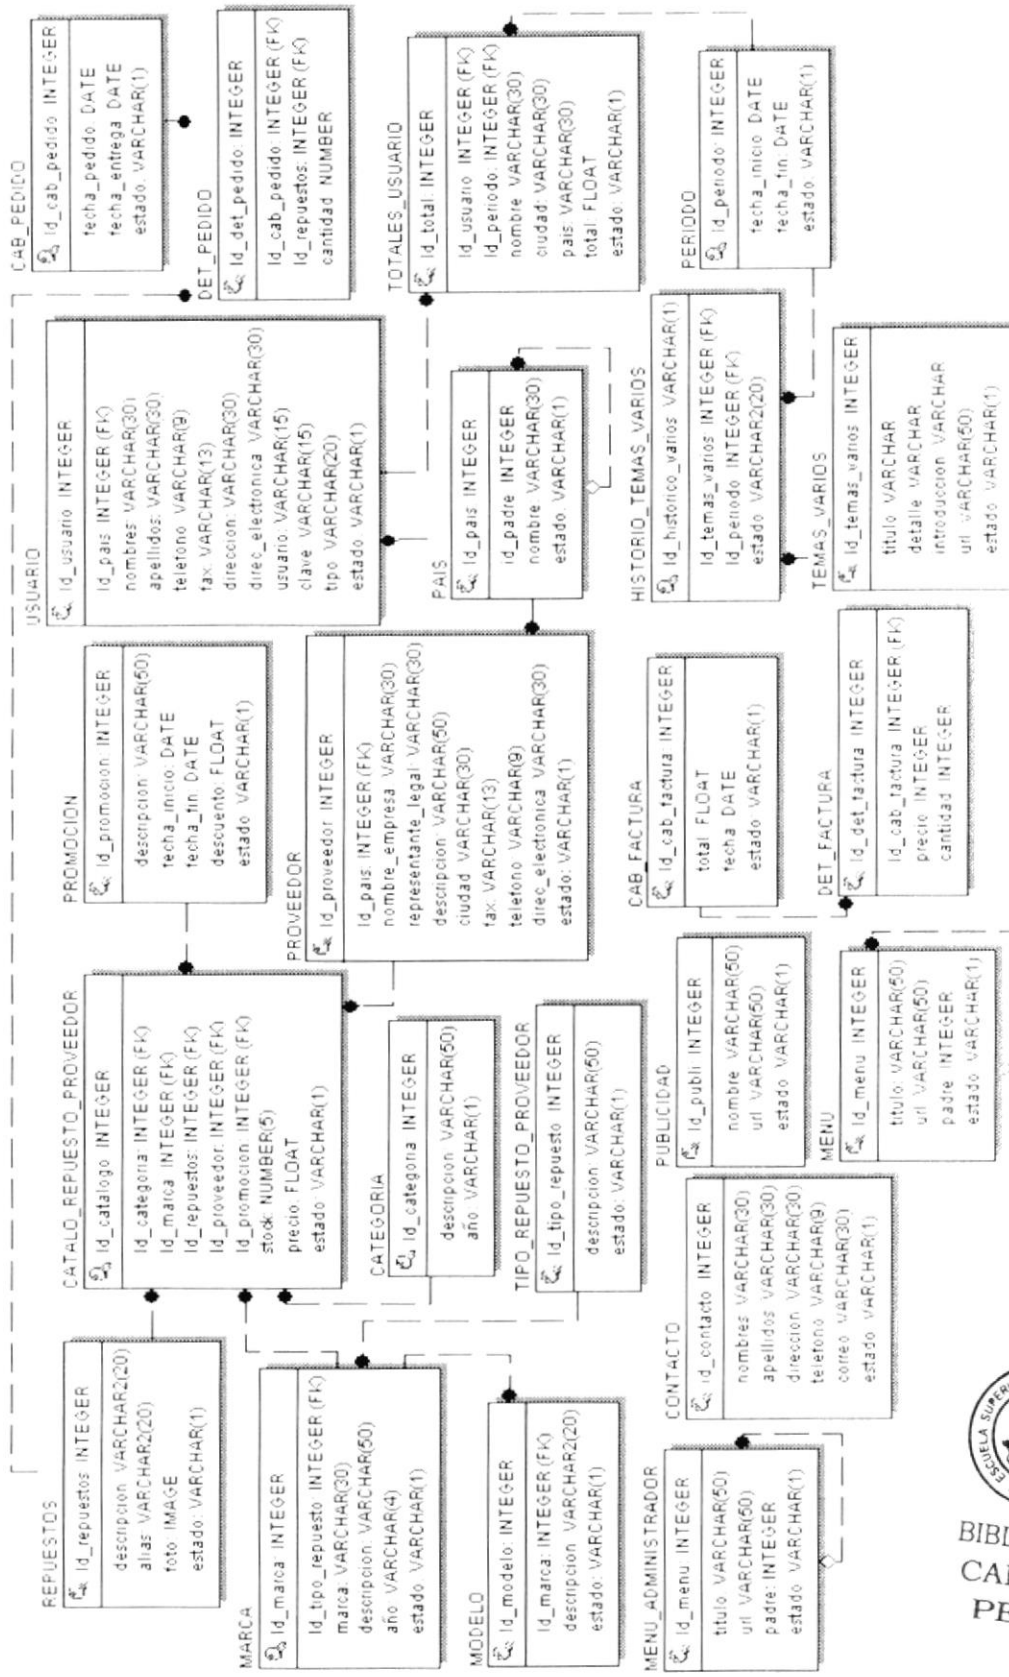 CAB_PEDIDO
Id_cab_pedido INTEGER
fecha_pedido: DATE
fecha_entrega DATE
estado: VARCHAR(1)
DET_PEDIDO
Id_det_pedido: INTEGER
Id_cab_pedido: INTEGER (FK)
Id_repuestos: INTEGER (FK)
cantidad NUMBER
USUARIO
Id_usuario INTEGER
Id_pais INTEGER (FK)
nombres VARCHAR(30)
apellidos: VARCHAR(30)
telefono VARCHAR(9)
fax: VARCHAR(13)
direccion: VARCHAR(30)
direc_electronica VARCHAR(30)
usuario: VARCHAR(15)
clave VARCHAR(15)
tipo VARCHAR(20)
estado VARCHAR(1)
TOTALES_USUARIO
Id_total: INTEGER
Id_usuario INTEGER (FK)
Id_periodo: INTEGER (FK)
nombre VARCHAR(30)
ciudad: VARCHAR(30)
pais VARCHAR(30)
total: FLOAT
estado: VARCHAR(1)
PERIODO
Id_periodo: INTEGER
fecha_inicio DATE
fecha_fin: DATE
estado: VARCHAR(1)
PAIS
Id_pais INTEGER
id_padre INTEGER
nombre: VARCHAR(30)
estado: VARCHAR(1)
HISTORIO_TEMAS_VARIOS
Id_historico_varios VARCHAR(1)
Id_temas_varios INTEGER (FK)
Id_periodo INTEGER (FK)
estado VARCHAR2(20)
TEMAS_VARIOS
Id_temas_varios INTEGER
titulo VARCHAR
detalle VARCHAR
introduccion VARCHAR
url: VARCHAR(50)
estado VARCHAR(1)
PROMOCION
Id_promocion: INTEGER
descripcion: VARCHAR(50)
fecha_inicio: DATE
fecha_fin: DATE
descuento: FLOAT
estado VARCHAR(1)
PROVEEDOR
Id_proveedor INTEGER
Id_pais: INTEGER (FK)
nombre_empresa VARCHAR(30)
representante_legal: VARCHAR(30)
descripcion: VARCHAR(50)
ciudad VARCHAR(30)
fax: VARCHAR(13)
telefono VARCHAR(9)
direc_electronica VARCHAR(30)
estado: VARCHAR(1)
CAB_FACTURA
Id_cab_factura: INTEGER
total FLOAT
fecha DATE
estado VARCHAR(1)
DET_FACTURA
Id_det_factura INTEGER
Id_cab_factura INTEGER (FK)
precio INTEGER
cantidad INTEGER
CATALO_REPUESTO_PROVEEDOR
Id_catalogo INTEGER
Id_categoria: INTEGER (FK)
Id_marca INTEGER (FK)
Id_repuestos: INTEGER (FK)
Id_proveedor: INTEGER (FK)
Id_promocion INTEGER (FK)
stock: NUMBER(5)
precio: FLOAT
estado: VARCHAR(1)
CATEGORIA
Id_categoria INTEGER
descripcion VARCHAR(50)
año VARCHAR(1)
TIPO_REPUESTO_PROVEEDOR
Id_tipo_repuesto INTEGER
descripcion: VARCHAR(50)
estado: VARCHAR(1)
PUBLICIDAD
Id_publi INTEGER
nombre VARCHAR(50)
url VARCHAR(50)
estado VARCHAR(1)
MENU
Id_menu INTEGER
titulo VARCHAR(50)
url VARCHAR(50)
padre INTEGER
estado VARCHAR(1)
REPUESTOS
Id_repuestos INTEGER
descripcion VARCHAR2(20)
alias VARCHAR2(20)
foto IMAGE
estado: VARCHAR(1)
MARCA
Id_marca: INTEGER
Id_tipo_repuesto INTEGER (FK)
marca: VARCHAR(30)
descripcion: VARCHAR(50)
año VARCHAR(4)
estado VARCHAR(1)
MODELO
Id_modelo: INTEGER
Id_marca: INTEGER (FK)
descripcion VARCHAR2(20)
estado: VARCHAR(1)
CONTACTO
id_contacto INTEGER
nombres VARCHAR(30)
apellidos VARCHAR(30)
direccion VARCHAR(30)
telefono VARCHAR(9)
correo VARCHAR(30)
estado VARCHAR(1)
MENU_ADMINISTRADOR
Id_menu INTEGER
titulo VARCHAR(50)
url VARCHAR(50)
padre: INTEGER
estado VARCHAR(1)
ESCUELA SUPER
BIBL
CA
PE